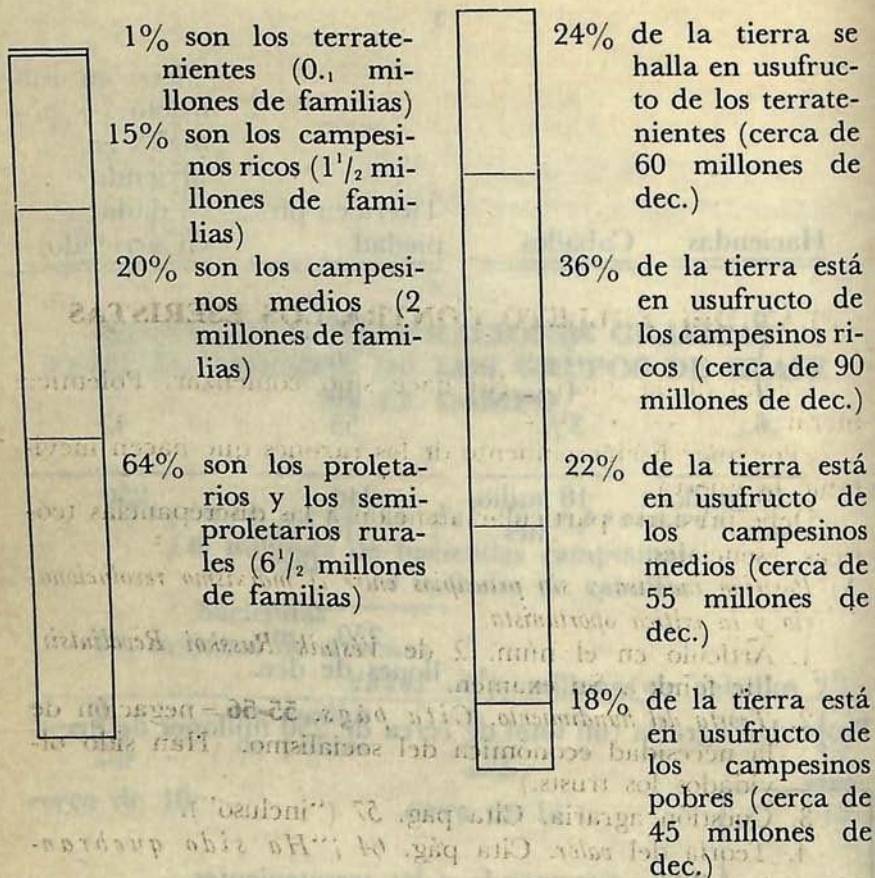 1% son los terrate-
nientes (0.₁ mi-
llones de familias)
15% son los campesi-
nos ricos (1¹/₂ mi-
llones de fami-
lias)
20% son los campesi-
nos medios (2
millones de fami-
lias)
64% son los proleta-
rios y los semi-
proletarios rura-
les (6¹/₂ millones
de familias)
24% de la tierra se
halla en usufruc-
to de los terrate-
nientes (cerca de
60 millones de
dec.)
36% de la tierra está
en usufructo de
los campesinos ri-
cos (cerca de 90
millones de dec.)
22% de la tierra está
en usufructo de
los campesinos
medios (cerca de
55 millones de
dec.)
18% de la tierra está
en usufructo de
los campesinos
pobres (cerca de
45 millones de
dec.)